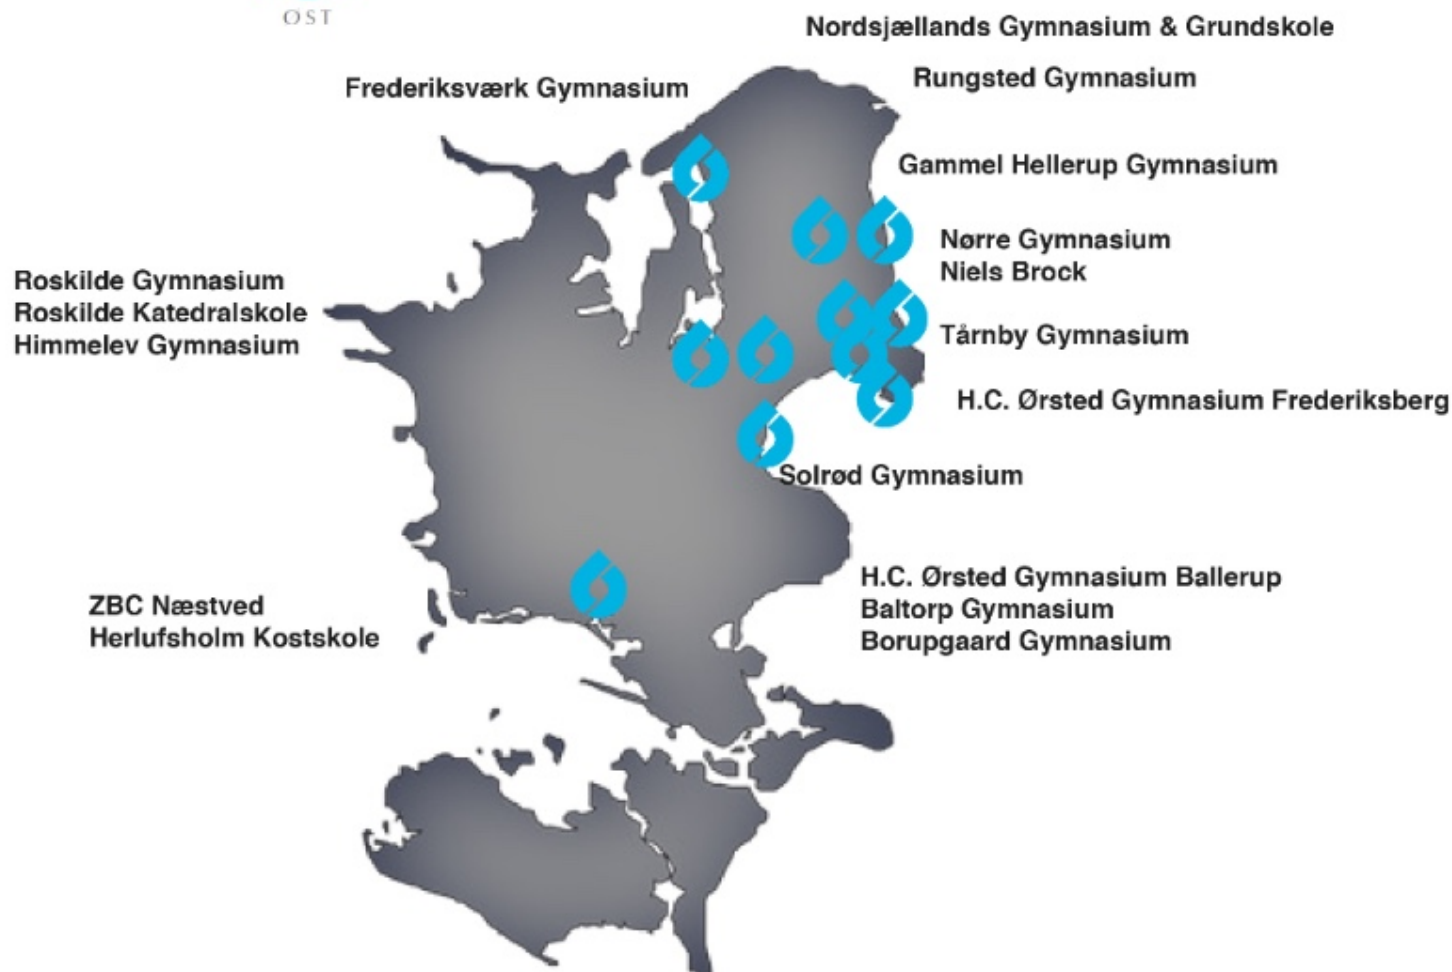 ØST
Nordsjællands Gymnasium & Grundskole
Frederiksværk Gymnasium
Rungsted Gymnasium
Gammel Hellerup Gymnasium
Nørre Gymnasium
Niels Brock
Roskilde Gymnasium
Roskilde Katedralskole
Himmelev Gymnasium
Tårnby Gymnasium
H.C. Ørsted Gymnasium Frederiksberg
Solrød Gymnasium
H.C. Ørsted Gymnasium Ballerup
Baltorp Gymnasium
Borupgaard Gymnasium
ZBC Næstved
Herlufsholm Kostskole